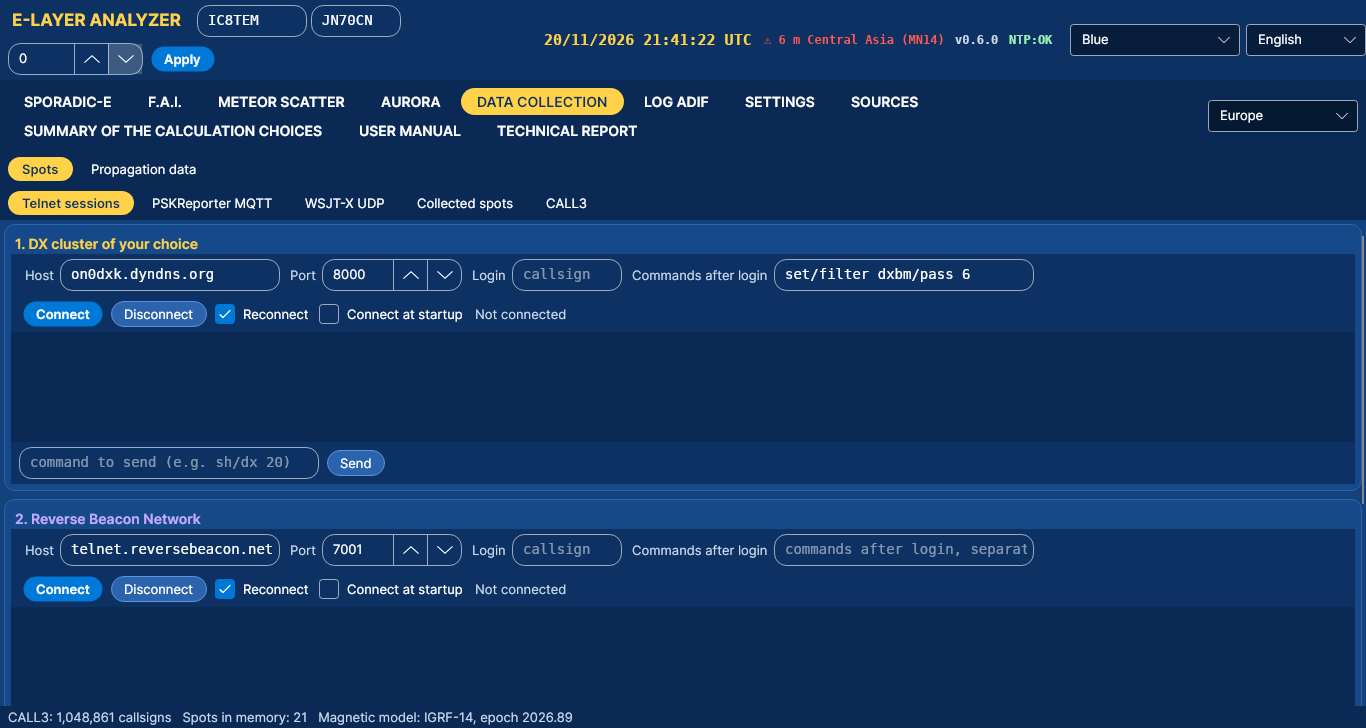 E-LAYER ANALYZER IC8TEM JN70CN
20/11/2026 21:41:22 UTC ⚠ 6 m Central Asia (MN14) v0.6.0 NTP:OK Blue English
0 Apply
SPORADIC-E F.A.I. METEOR SCATTER AURORA DATA COLLECTION LOG ADIF SETTINGS SOURCES
Europe
SUMMARY OF THE CALCULATION CHOICES USER MANUAL TECHNICAL REPORT
Spots Propagation data
Telnet sessions PSKReporter MQTT WSJT-X UDP Collected spots CALL3
1. DX cluster of your choice
Host on0dxk.dyndns.org Port 8000 Login callsign Commands after login set/filter dxbm/pass 6
Connect Disconnect Reconnect Connect at startup Not connected
command to send (e.g. sh/dx 20) Send
2. Reverse Beacon Network
Host telnet.reversebeacon.net Port 7001 Login callsign Commands after login commands after login, separat
Connect Disconnect Reconnect Connect at startup Not connected
CALL3: 1,048,861 callsigns Spots in memory: 21 Magnetic model: IGRF-14, epoch 2026.89